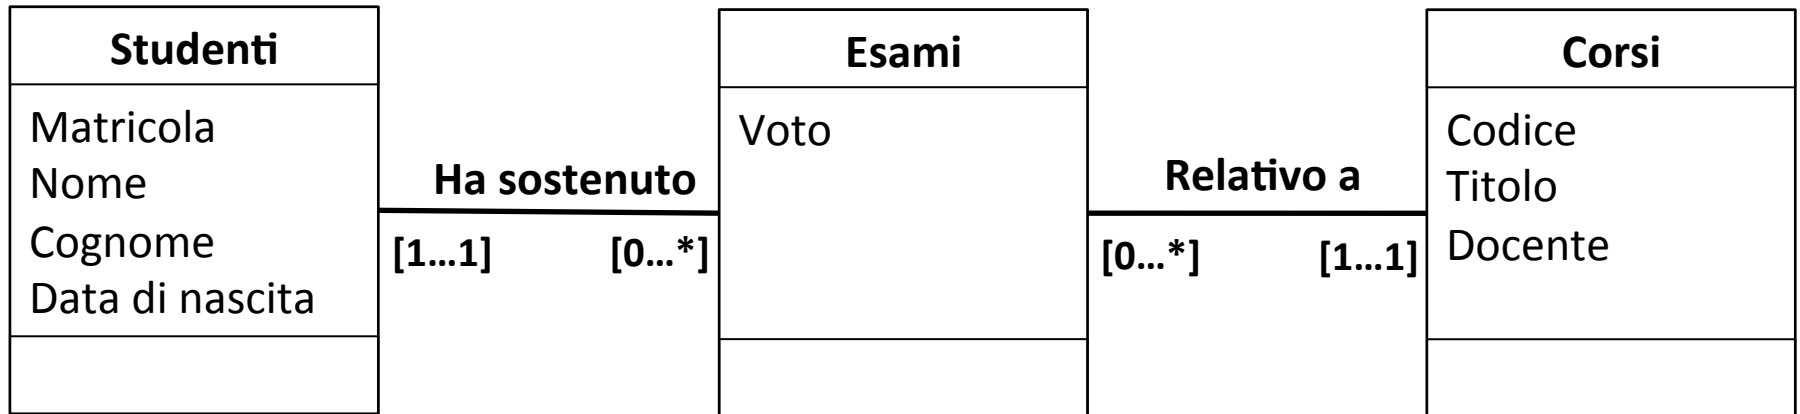 Studenti
Matricola
Nome
Cognome
Data di nascita
Ha sostenuto
[1...1]
[0...*]
Esami
Voto
Relativo a
[0...*]
[1...1]
Corsi
Codice
Titolo
Docente